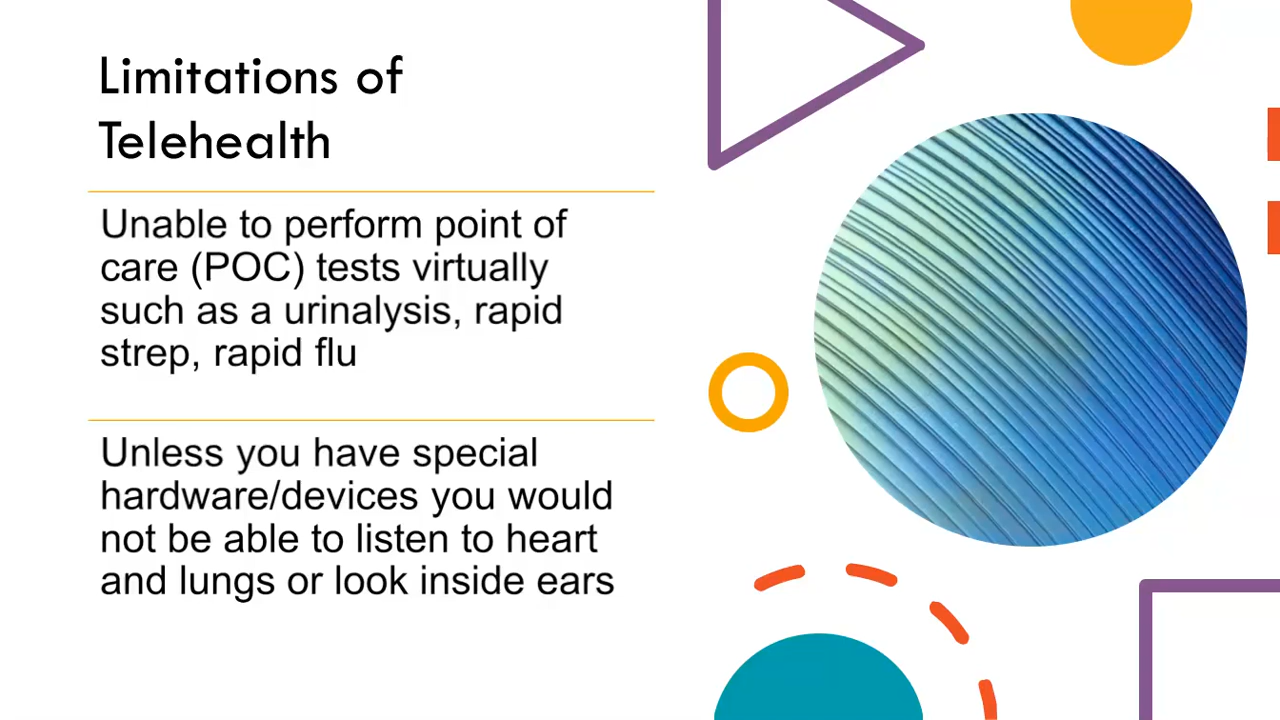 Limitations of
Telehealth
Unable to perform point of
care (POC) tests virtually
such as a urinalysis, rapid
strep, rapid flu
Unless you have special
hardware/devices you would
not be able to listen to heart
and lungs or look inside ears